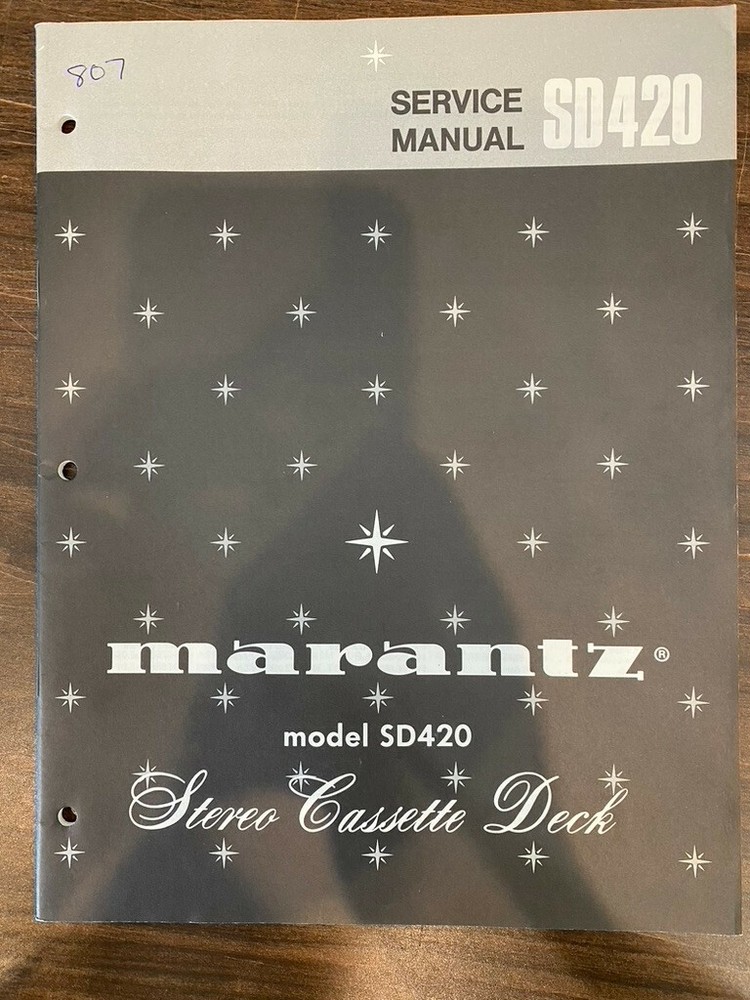 807
SERVICE SD420
MANUAL
marantz®
model SD420
Stereo Cassette Deck